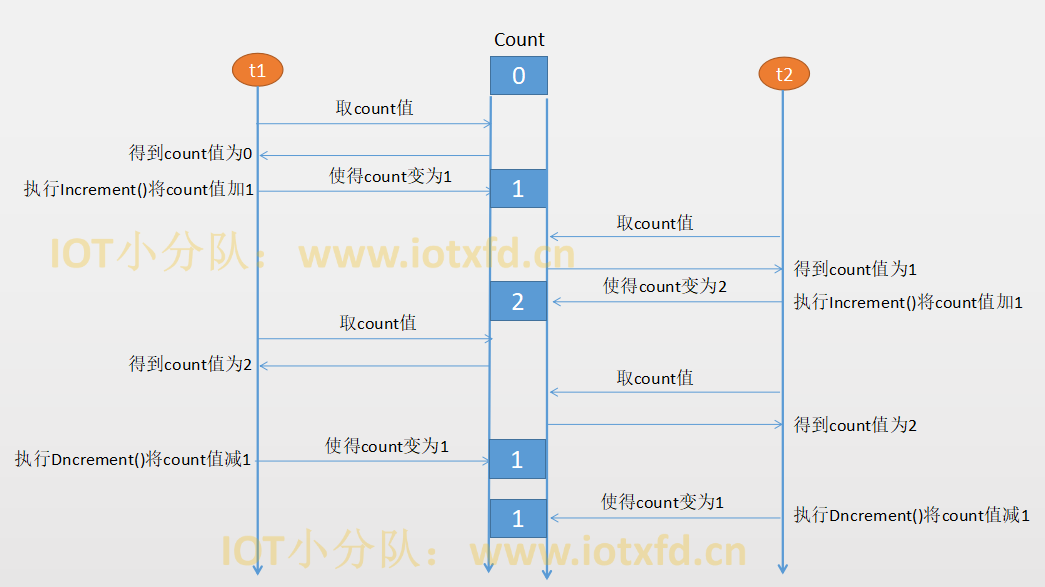 Count
t1
0
t2
取count值
得到count值为0
使得count变为1
执行Increment()将count值加1
1
取count值
IOT小分队：www.iotxfd.cn
得到count值为1
使得count变为2
2
执行Increment()将count值加1
取count值
得到count值为2
取count值
得到count值为2
使得count变为1
执行Dncrement()将count值减1
1
使得count变为1
1
执行Dncrement()将count值减1
IOT小分队：www.iotxfd.cn